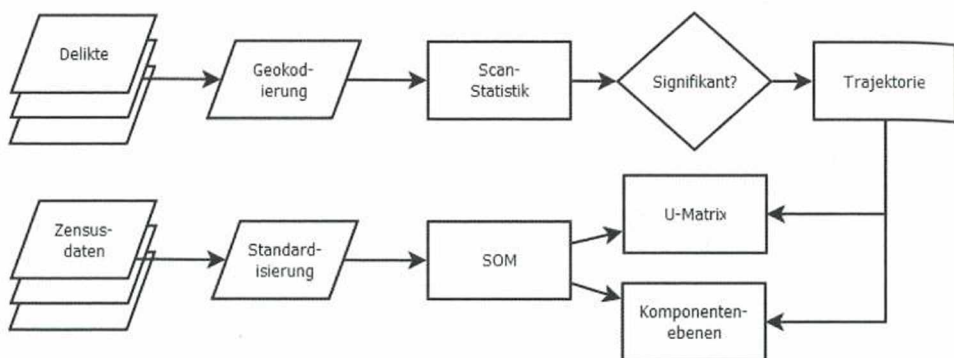 Delikte
Geokod-
ierung
Scan-
Statistik
Signifikant?
Trajektorie
Zensus-
daten
Standard-
isierung
SOM
U-Matrix
Komponenten-
ebenen